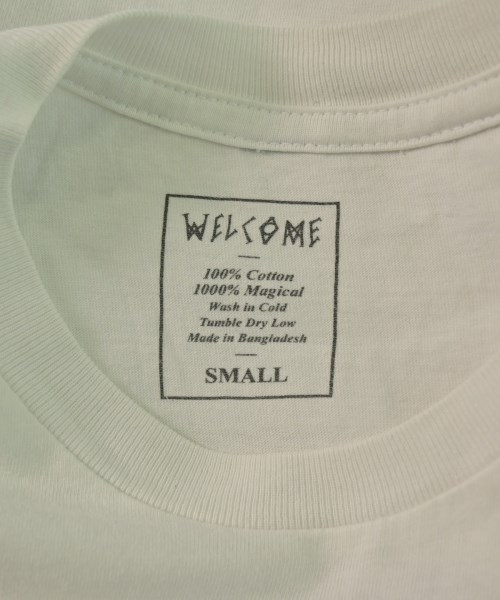 WELCOME
100% Cotton
1000% Magical
Wash in Cold
Tumble Dry Low
Made in Bangladesh
SMALL